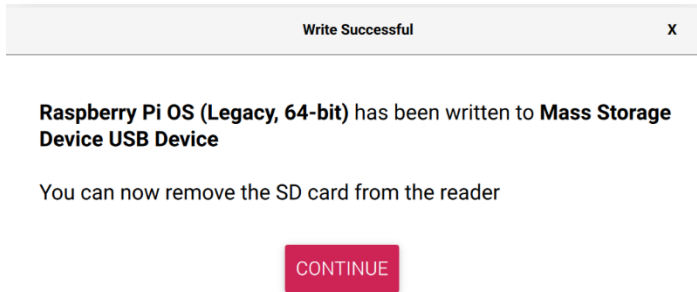 Write Successful X
Raspberry Pi OS (Legacy, 64-bit) has been written to Mass Storage
Device USB Device
You can now remove the SD card from the reader
CONTINUE